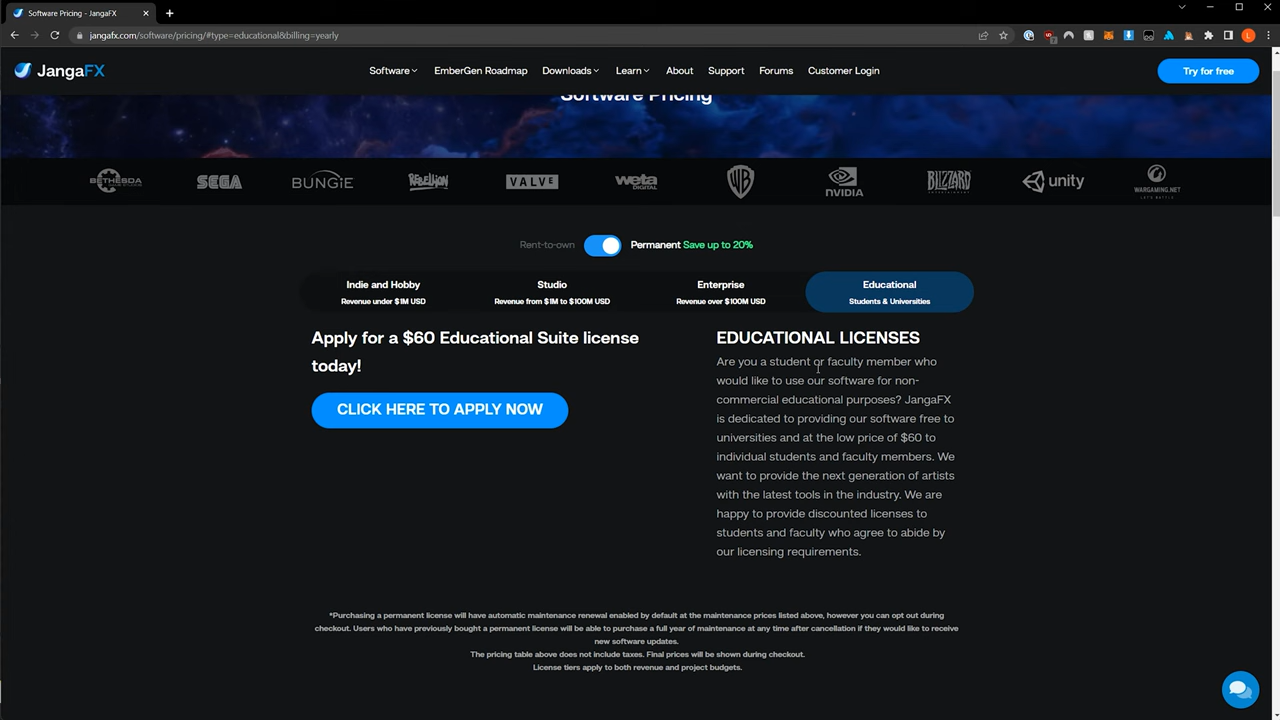 Software Pricing - JangaFX
jangafx.com/software/pricing/#type=educational&billing=yearly
JangaFX
Software
EmberGen Roadmap
Downloads
Learn
About
Support
Forums
Customer Login
Try for free
Software Pricing
BETHESDA
SEGA
BUNGIE
REBELLION
VALVE
weta
DIGITAL
WB
NVIDIA
BLIZZARD
ENTERTAINMENT
unity
WARGAMING.NET
LET'S BATTLE
Rent-to-own
Permanent Save up to 20%
Indie and Hobby
Revenue under $1M USD
Studio
Revenue from $1M to $100M USD
Enterprise
Revenue over $100M USD
Educational
Students & Universities
Apply for a $60 Educational Suite license
today!
CLICK HERE TO APPLY NOW
EDUCATIONAL LICENSES
Are you a student or faculty member who
would like to use our software for non-
commercial educational purposes? JangaFX
is dedicated to providing our software free to
universities and at the low price of $60 to
individual students and faculty members. We
want to provide the next generation of artists
with the latest tools in the industry. We are
happy to provide discounted licenses to
students and faculty who agree to abide by
our licensing requirements.
*Purchasing a permanent license will have automatic maintenance renewal enabled by default at the maintenance prices listed above, however you can opt out during
checkout. Users who have previously bought a permanent license will be able to purchase a full year of maintenance at any time after cancellation if they would like to receive
new software updates.
The pricing table above does not include taxes. Final prices will be shown during checkout.
License tiers apply to both revenue and project budgets.